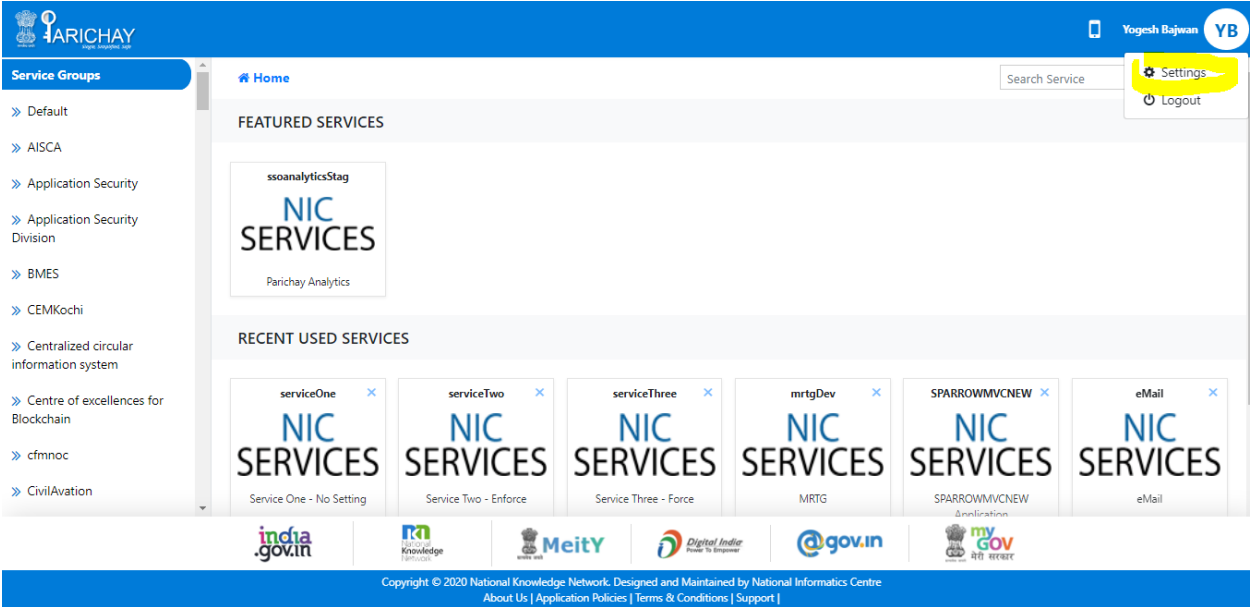 PARICHAY
Yogesh Bajwan
YB
Settings
Logout
Service Groups
Default
AISCA
Application Security
Application Security
Division
BMES
CEMKochi
Centralized circular
information system
Centre of excellences for
Blockchain
cfmnoc
CivilAvation
Home
Search Service
FEATURED SERVICES
ssoanalyticsStag
NIC
SERVICES
Parichay Analytics
RECENT USED SERVICES
serviceOne
NIC
SERVICES
Service One - No Setting
serviceTwo
NIC
SERVICES
Service Two - Enforce
serviceThree
NIC
SERVICES
Service Three - Force
mrtgDev
NIC
SERVICES
MRTG
SPARROWMVCNEW
NIC
SERVICES
SPARROWMVCNEW
Application
eMail
NIC
SERVICES
eMail
india
.gov.in
National
Knowledge
Network
MeitY
Digital India
Power To Empower
@gov.in
my
GOV
मेरी सरकार
Copyright © 2020 National Knowledge Network. Designed and Maintained by National Informatics Centre
About Us | Application Policies | Terms & Conditions | Support |